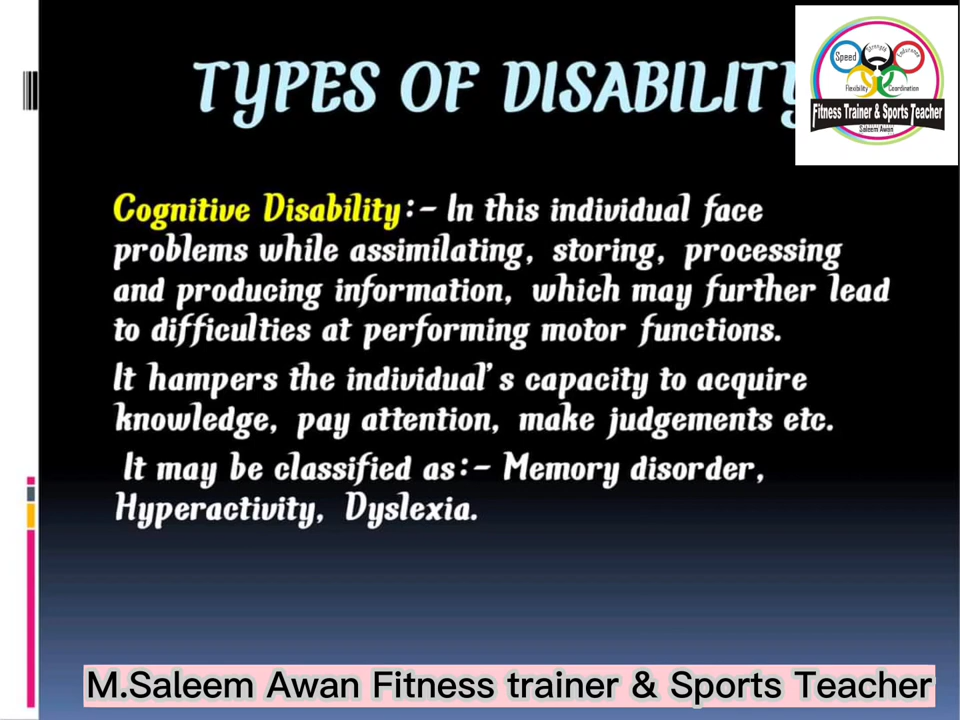 TYPES OF DISABILITY
Speed
Strength
Endurance
Flexibility
Coordination
Fitness Trainer & Sports Teacher
Saleem Awan
Cognitive Disability:- In this individual face
problems while assimilating, storing, processing
and producing information, which may further lead
to difficulties at performing motor functions.
It hampers the individual's capacity to acquire
knowledge, pay attention, make judgements etc.
It may be classified as:- Memory disorder,
Hyperactivity, Dyslexia.
M.Saleem Awan Fitness trainer & Sports Teacher